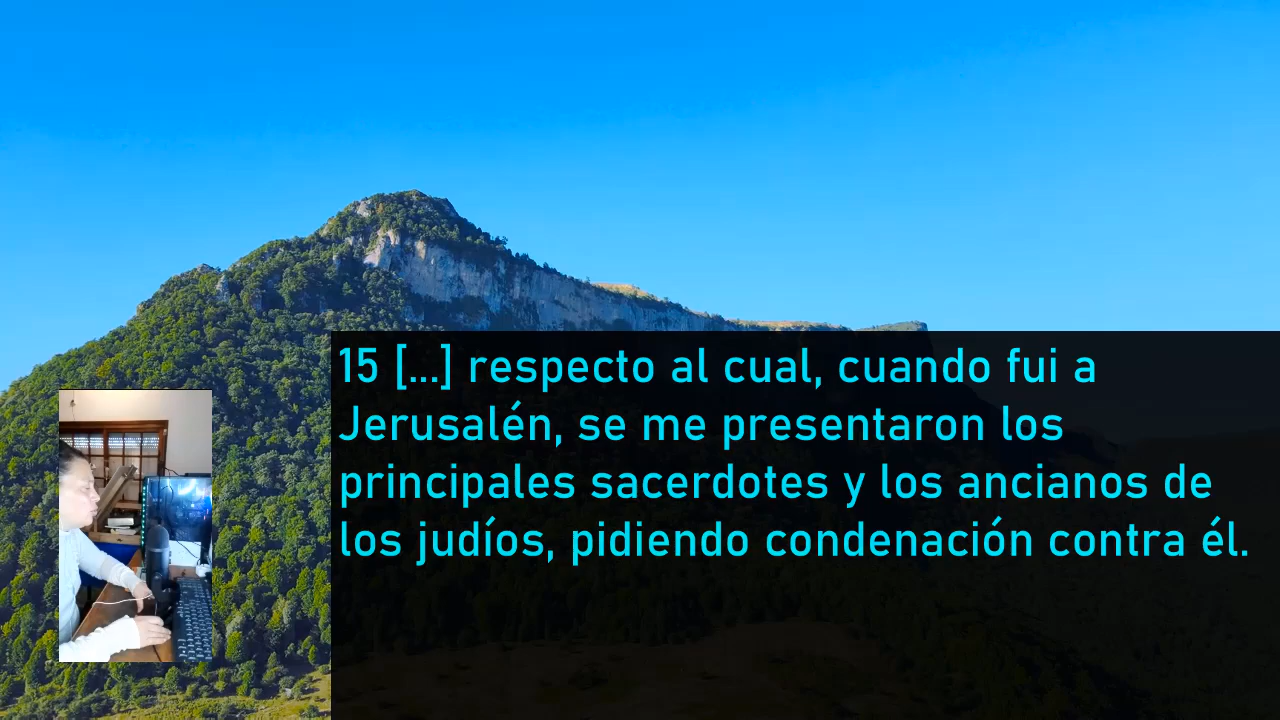 15 [...] respecto al cual, cuando fui a
Jerusalén, se me presentaron los
principales sacerdotes y los ancianos de
los judíos, pidiendo condenación contra él.